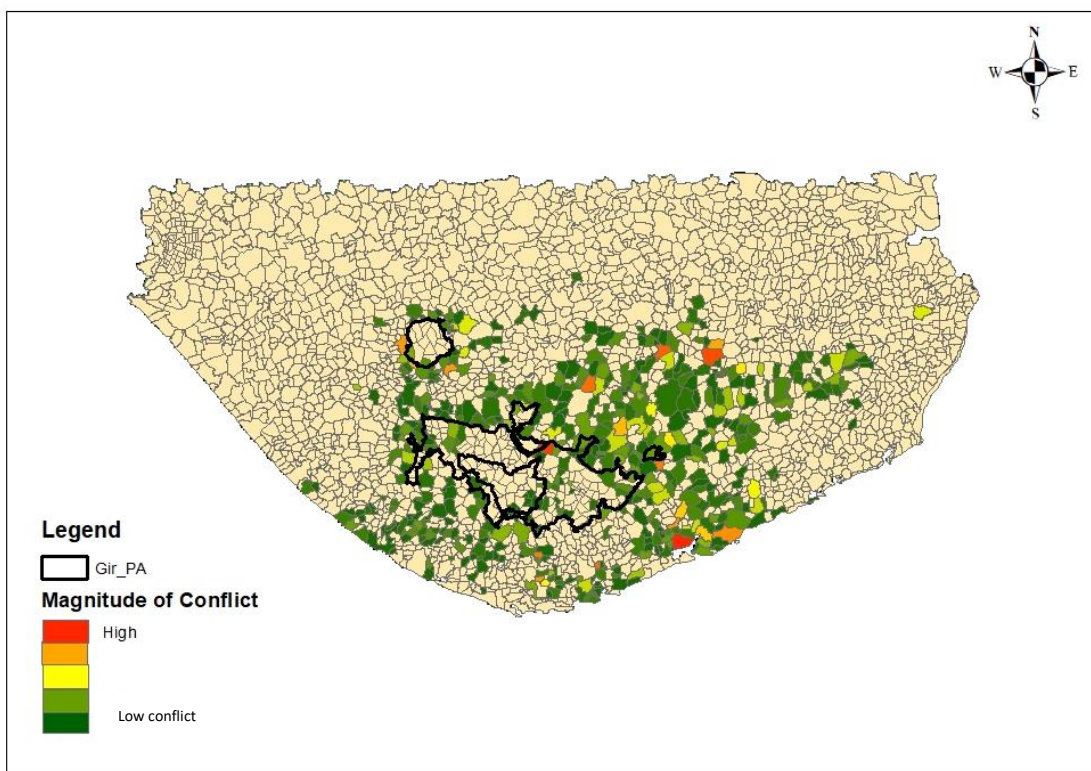 N
W E
S
Legend
Gir_PA
Magnitude of Conflict
High
Low conflict